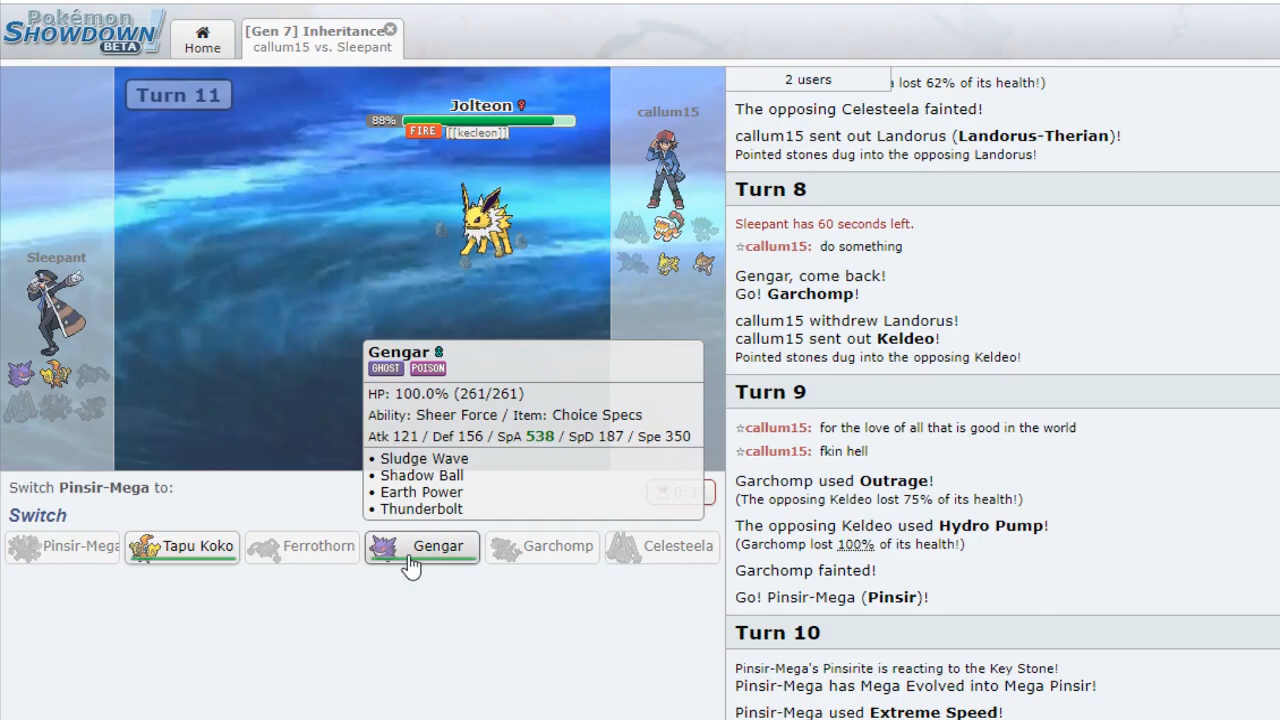 Pokémon
SHOWDOWN!
BETA
Home
[Gen 7] Inheritance
callum15 vs. Sleepant
Turn 11
Jolteon
88%
FIRE [[kecleon]]
callum15
Sleepant
Gengar
GHOST POISON
HP: 100.0% (261/261)
Ability: Sheer Force / Item: Choice Specs
Atk 121 / Def 156 / SpA 538 / SpD 187 / Spe 350
• Sludge Wave
• Shadow Ball
• Earth Power
• Thunderbolt
Switch Pinsir-Mega to:
Switch
Pinsir-Mega Tapu Koko Ferrothorn Gengar Garchomp Celesteela
2 users
lost 62% of its health!)
The opposing Celesteela fainted!
callum15 sent out Landorus (Landorus-Therian)!
Pointed stones dug into the opposing Landorus!
Turn 8
Sleepant has 60 seconds left.
☆callum15: do something
Gengar, come back!
Go! Garchomp!
callum15 withdrew Landorus!
callum15 sent out Keldeo!
Pointed stones dug into the opposing Keldeo!
Turn 9
☆callum15: for the love of all that is good in the world
☆callum15: fkin hell
Garchomp used Outrage!
(The opposing Keldeo lost 75% of its health!)
The opposing Keldeo used Hydro Pump!
(Garchomp lost 100% of its health!)
Garchomp fainted!
Go! Pinsir-Mega (Pinsir)!
Turn 10
Pinsir-Mega's Pinsirite is reacting to the Key Stone!
Pinsir-Mega has Mega Evolved into Mega Pinsir!
Pinsir-Mega used Extreme Speed!